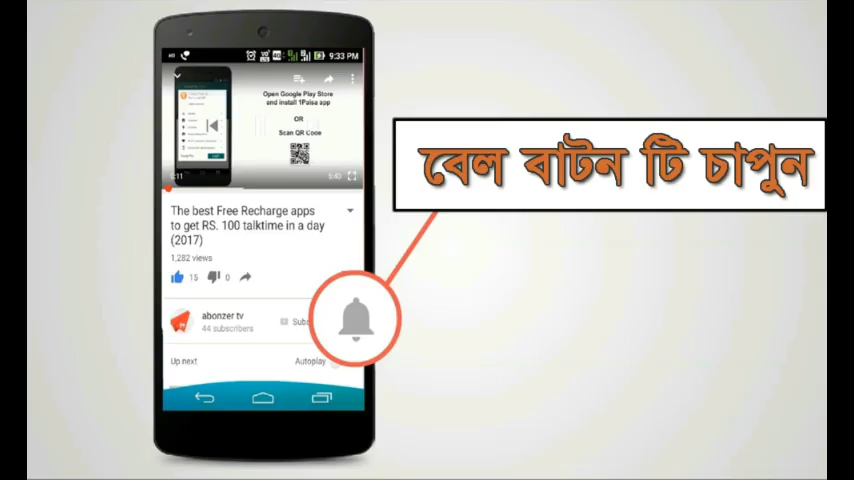 9:33 PM
Open Google Play Store
and install 1Paisa app
OR
Scan QR Code
5:43
The best Free Recharge apps
to get RS. 100 talktime in a day
(2017)
1,282 views
15
0
abonzer tv
44 subscribers
Up next
Autoplay
বেল বাটন টি চাপুন